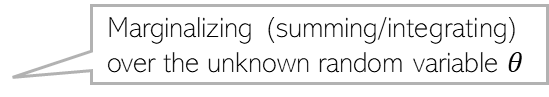 Marginalizing (summing/integrating)
over the unknown random variable θ